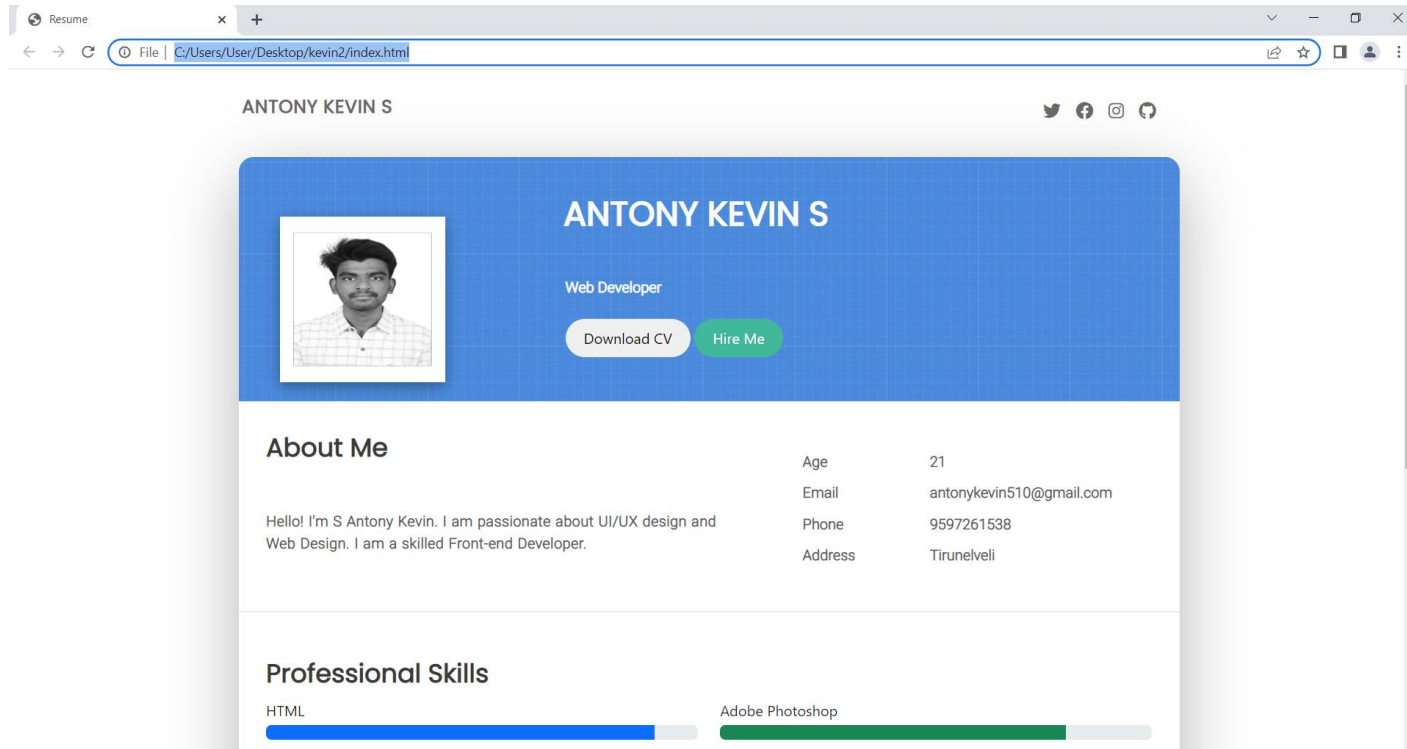 Resume
File
C:/Users/User/Desktop/kevin2/index.html
ANTONY KEVIN S
ANTONY KEVIN S
Web Developer
Download CV
Hire Me
About Me
Hello! I'm S Antony Kevin. I am passionate about UI/UX design and
Web Design. I am a skilled Front-end Developer.
Age 21
Email antonykevin510@gmail.com
Phone 9597261538
Address Tirunelveli
Professional Skills
HTML
Adobe Photoshop